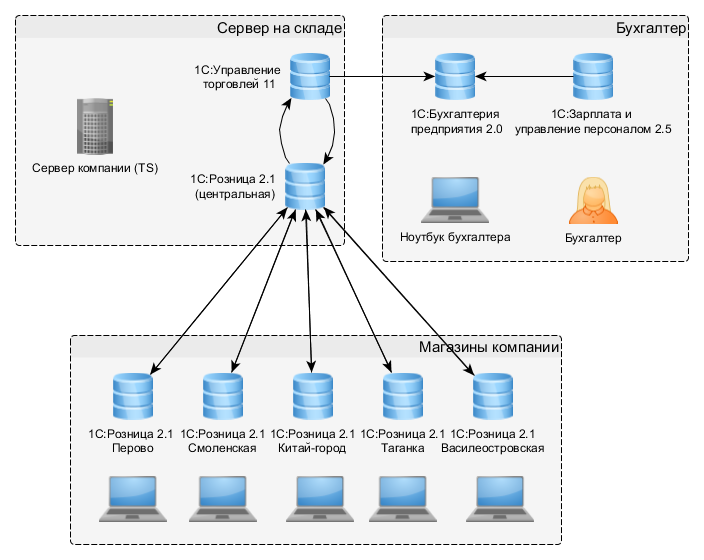 Сервер на складе
1С:Управление
торговлей 11
Сервер компании (TS)
1С:Розница 2.1
(центральная)
Бухгалтер
1С:Бухгалтерия
предприятия 2.0
1С:Зарплата и
управление персоналом 2.5
Ноутбук бухгалтера
Бухгалтер
Магазины компании
1С:Розница 2.1
Перово
1С:Розница 2.1
Смоленская
1С:Розница 2.1
Китай-город
1С:Розница 2.1
Таганка
1С:Розница 2.1
Василеостровская